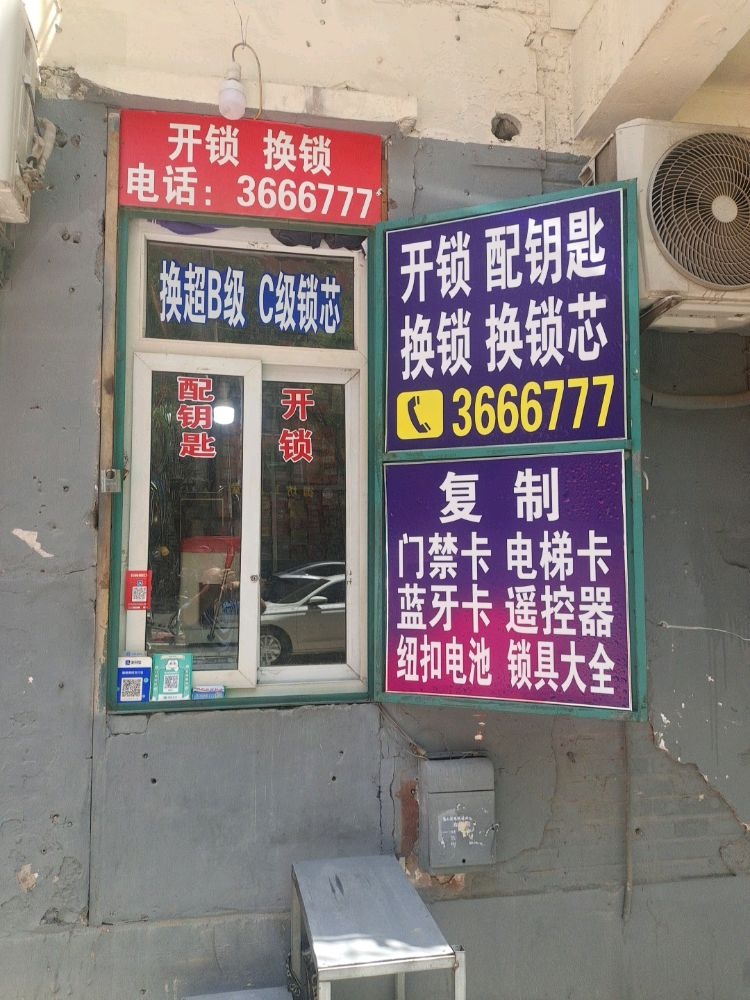 开锁 换锁
电话：3666777
换超B级 C级锁芯
配钥匙
开锁
开锁 配钥匙
换锁 换锁芯
3666777
复 制
门禁卡 电梯卡
蓝牙卡 遥控器
纽扣电池 锁具大全